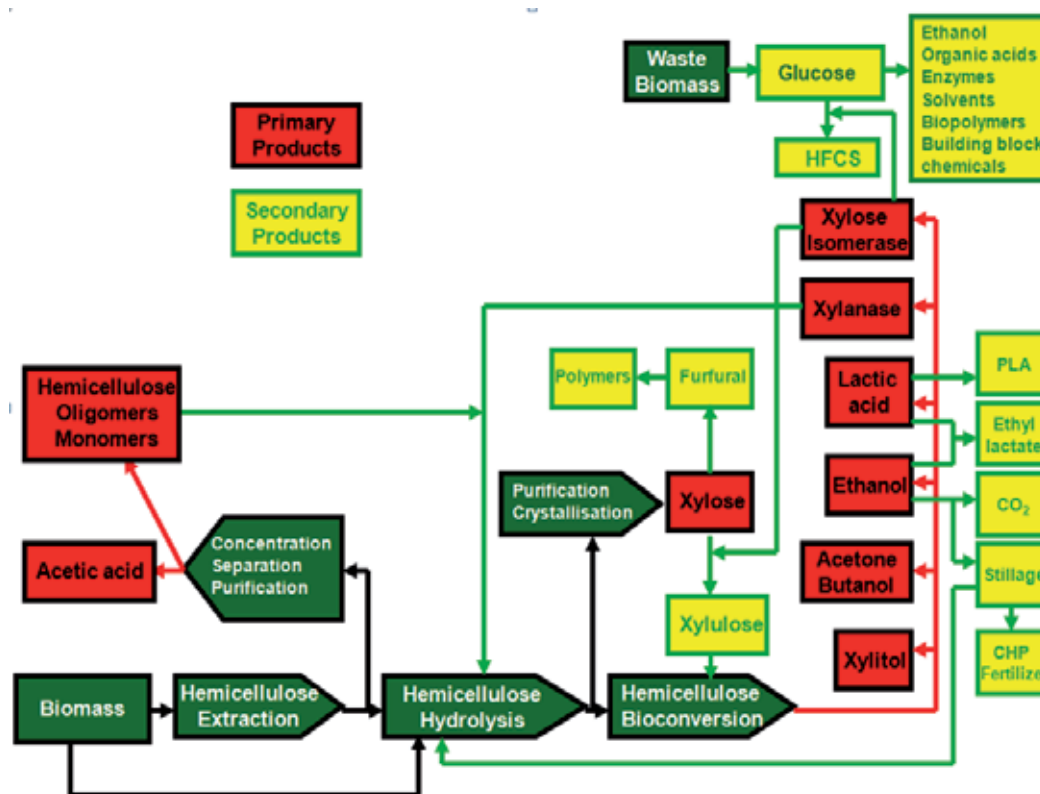 Waste
Biomass
Glucose
Ethanol
Organic acids
Enzymes
Solvents
Biopolymers
Building block
chemicals
Primary
Products
HFCS
Secondary
Products
Xylose
Isomerase
Xylanase
Hemicellulose
Oligomers
Monomers
Polymers
Furfural
Lactic
acid
PLA
Ethyl
lactate
Purification
Crystallisation
Xylose
Ethanol
CO₂
Concentration
Separation
Purification
Acetic acid
Acetone
Butanol
Stillage
Xylulose
Xylitol
CHP
Fertilize
Biomass
Hemicellulose
Extraction
Hemicellulose
Hydrolysis
Hemicellulose
Bioconversion